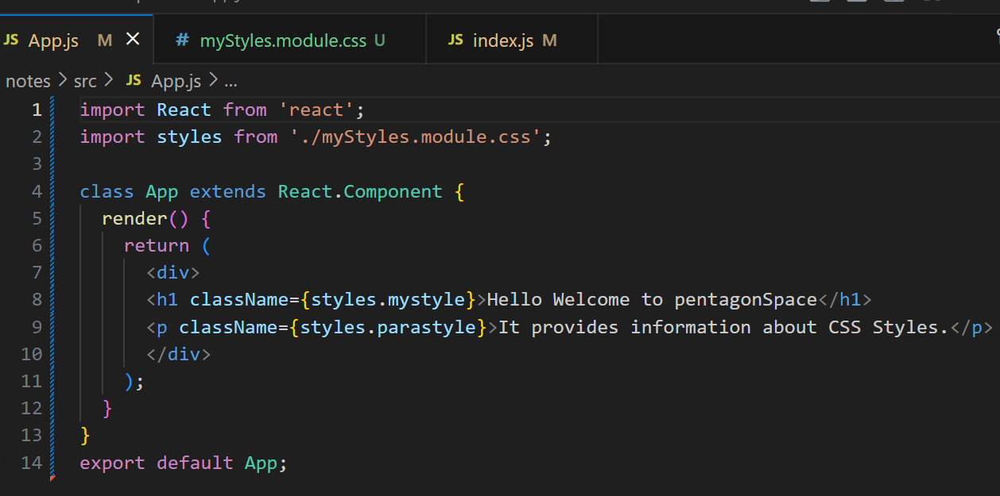 JS App.js M × # myStyles.module.css U JS index.js M
notes > src > JS App.js > ...
1 import React from 'react';
2 import styles from './myStyles.module.css';
3
4 class App extends React.Component {
5   render() {
6     return (
7       <div>
8       <h1 className={styles.mystyle}>Hello Welcome to pentagonSpace</h1>
9       <p className={styles.parastyle}>It provides information about CSS Styles.</p>
10       </div>
11     );
12   }
13 }
14 export default App;